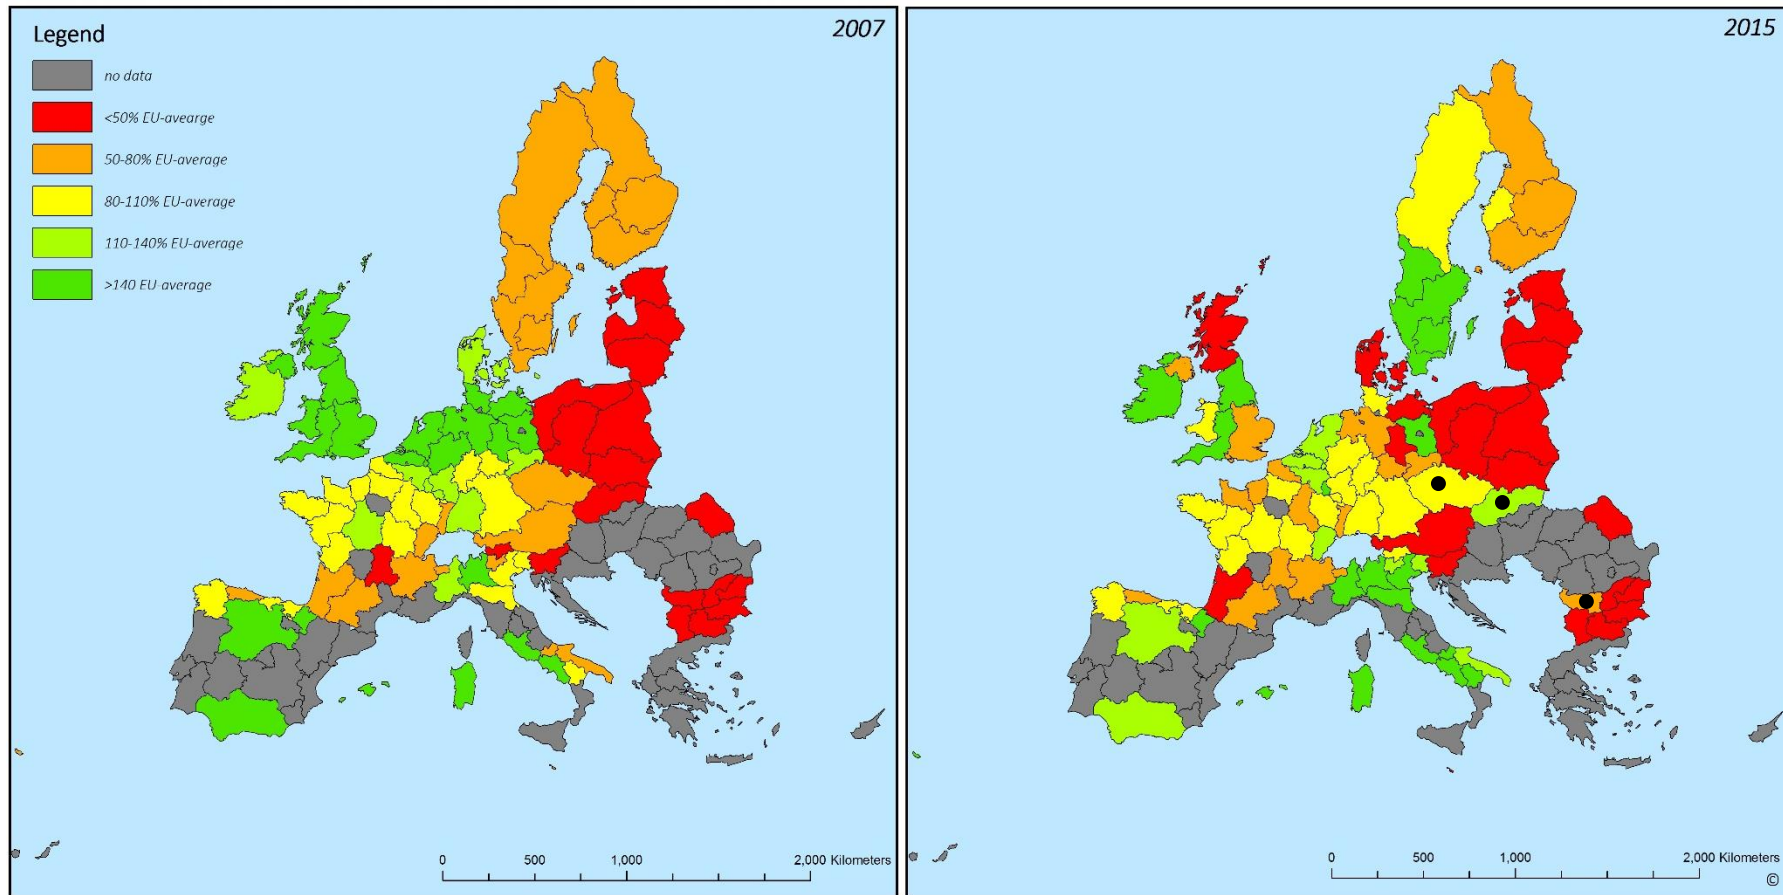 2007
Legend
no data
<50% EU-avearge
50-80% EU-average
80-110% EU-average
110-140% EU-average
>140 EU-average
0 500 1,000 2,000 Kilometers
2015
0 500 1,000 2,000 Kilometers
©